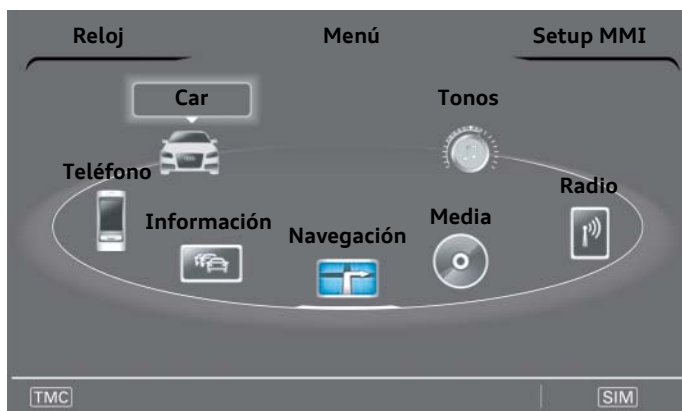 Reloj Menú Setup MMI
Car Tonos
Teléfono Radio
Información Navegación Media
TMC SIM